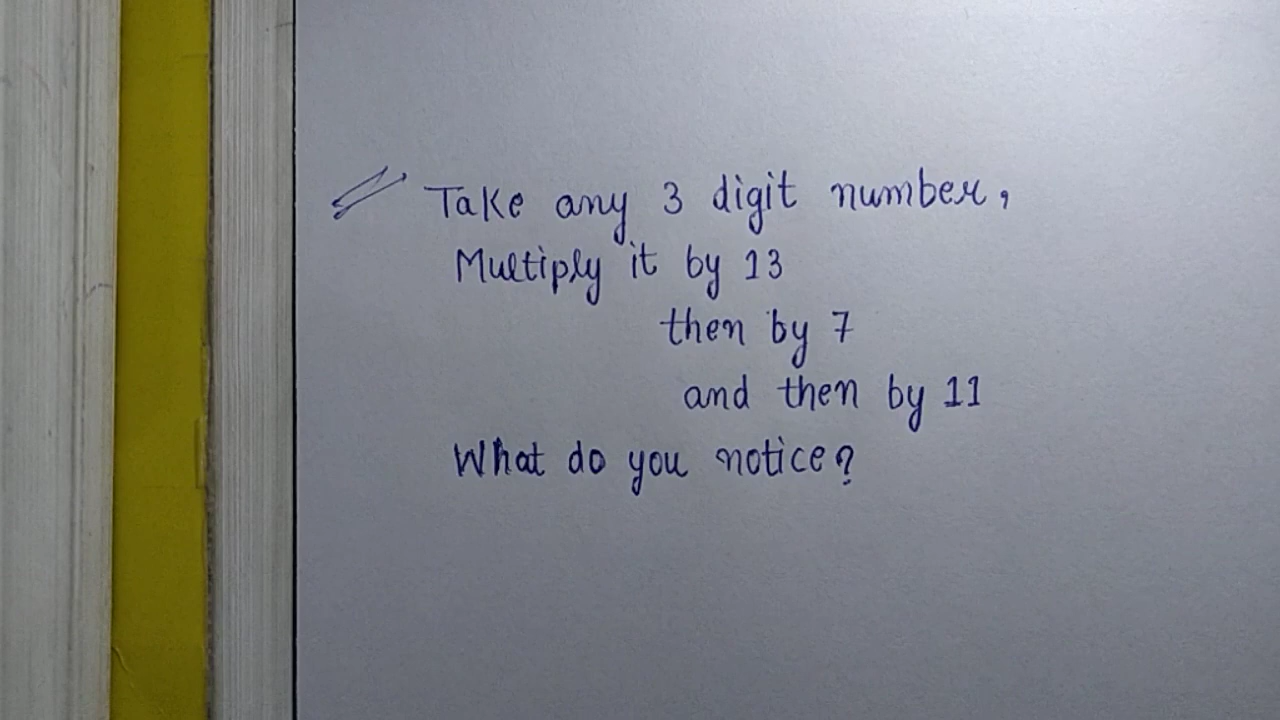 Take any 3 digit number,
Multiply it by 13
then by 7
and then by 11
What do you notice?